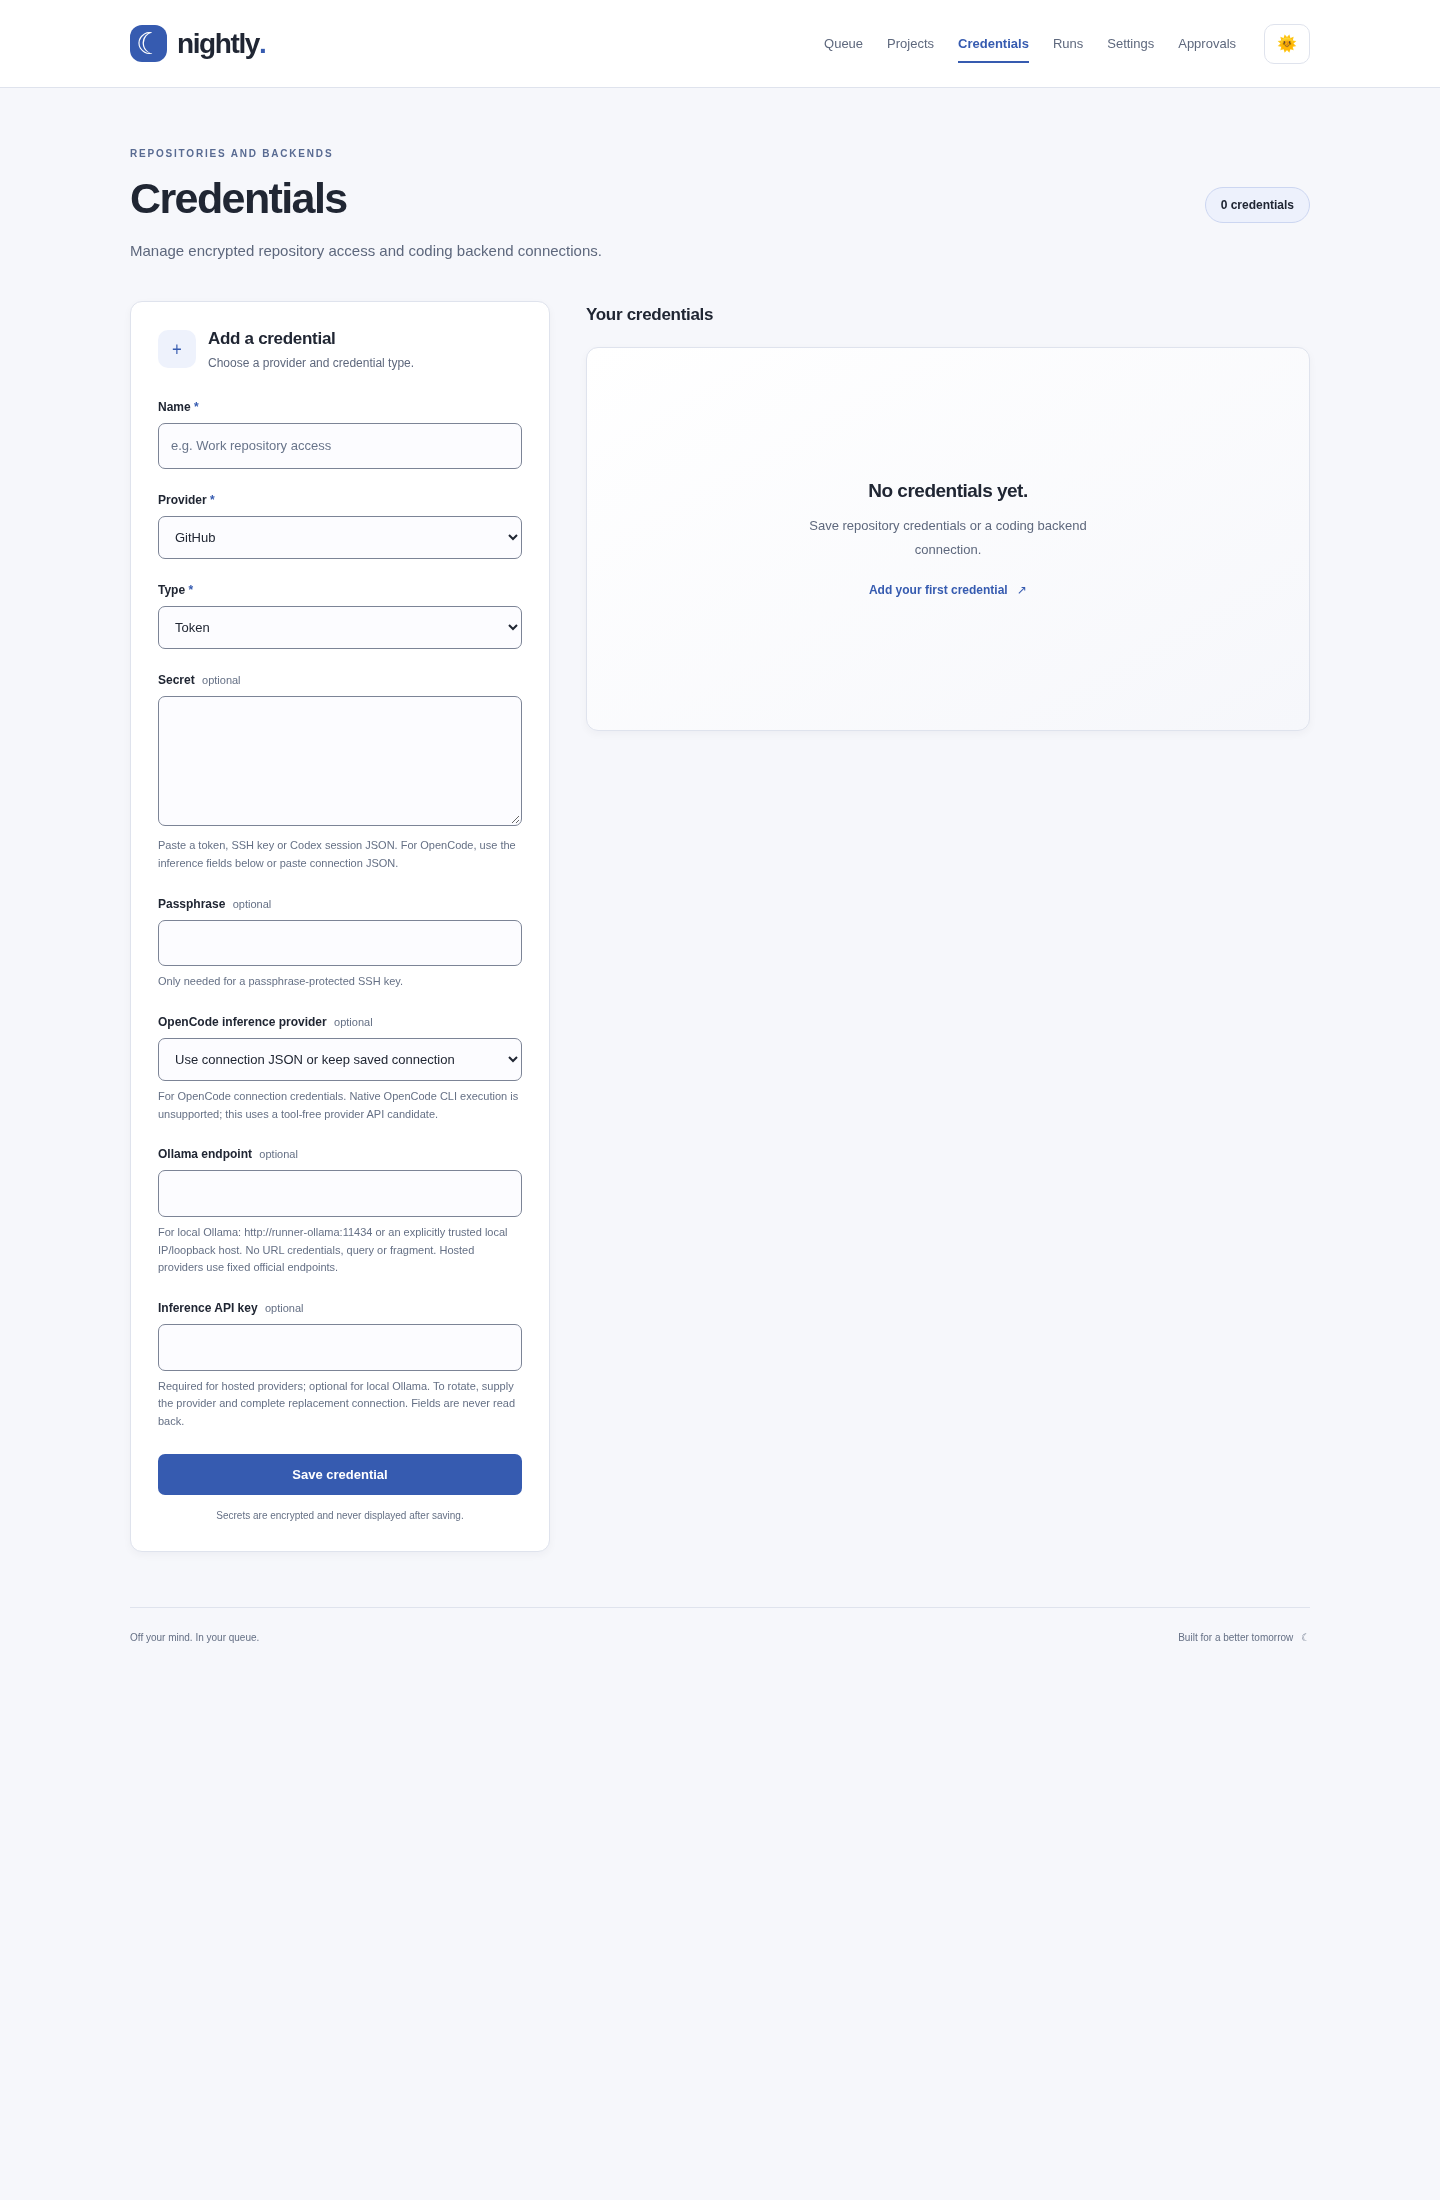 nightly.
Queue Projects Credentials Runs Settings Approvals
REPOSITORIES AND BACKENDS
Credentials
0 credentials
Manage encrypted repository access and coding backend connections.
+
Add a credential
Choose a provider and credential type.
Name *
e.g. Work repository access
Provider *
GitHub
Type *
Token
Secret optional
Paste a token, SSH key or Codex session JSON. For OpenCode, use the
inference fields below or paste connection JSON.
Passphrase optional
Only needed for a passphrase-protected SSH key.
OpenCode inference provider optional
Use connection JSON or keep saved connection
For OpenCode connection credentials. Native OpenCode CLI execution is
unsupported; this uses a tool-free provider API candidate.
Ollama endpoint optional
For local Ollama: http://runner-ollama:11434 or an explicitly trusted local
IP/loopback host. No URL credentials, query or fragment. Hosted
providers use fixed official endpoints.
Inference API key optional
Required for hosted providers; optional for local Ollama. To rotate, supply
the provider and complete replacement connection. Fields are never read
back.
Save credential
Secrets are encrypted and never displayed after saving.
Your credentials
No credentials yet.
Save repository credentials or a coding backend
connection.
Add your first credential ↗
Off your mind. In your queue.
Built for a better tomorrow ☾